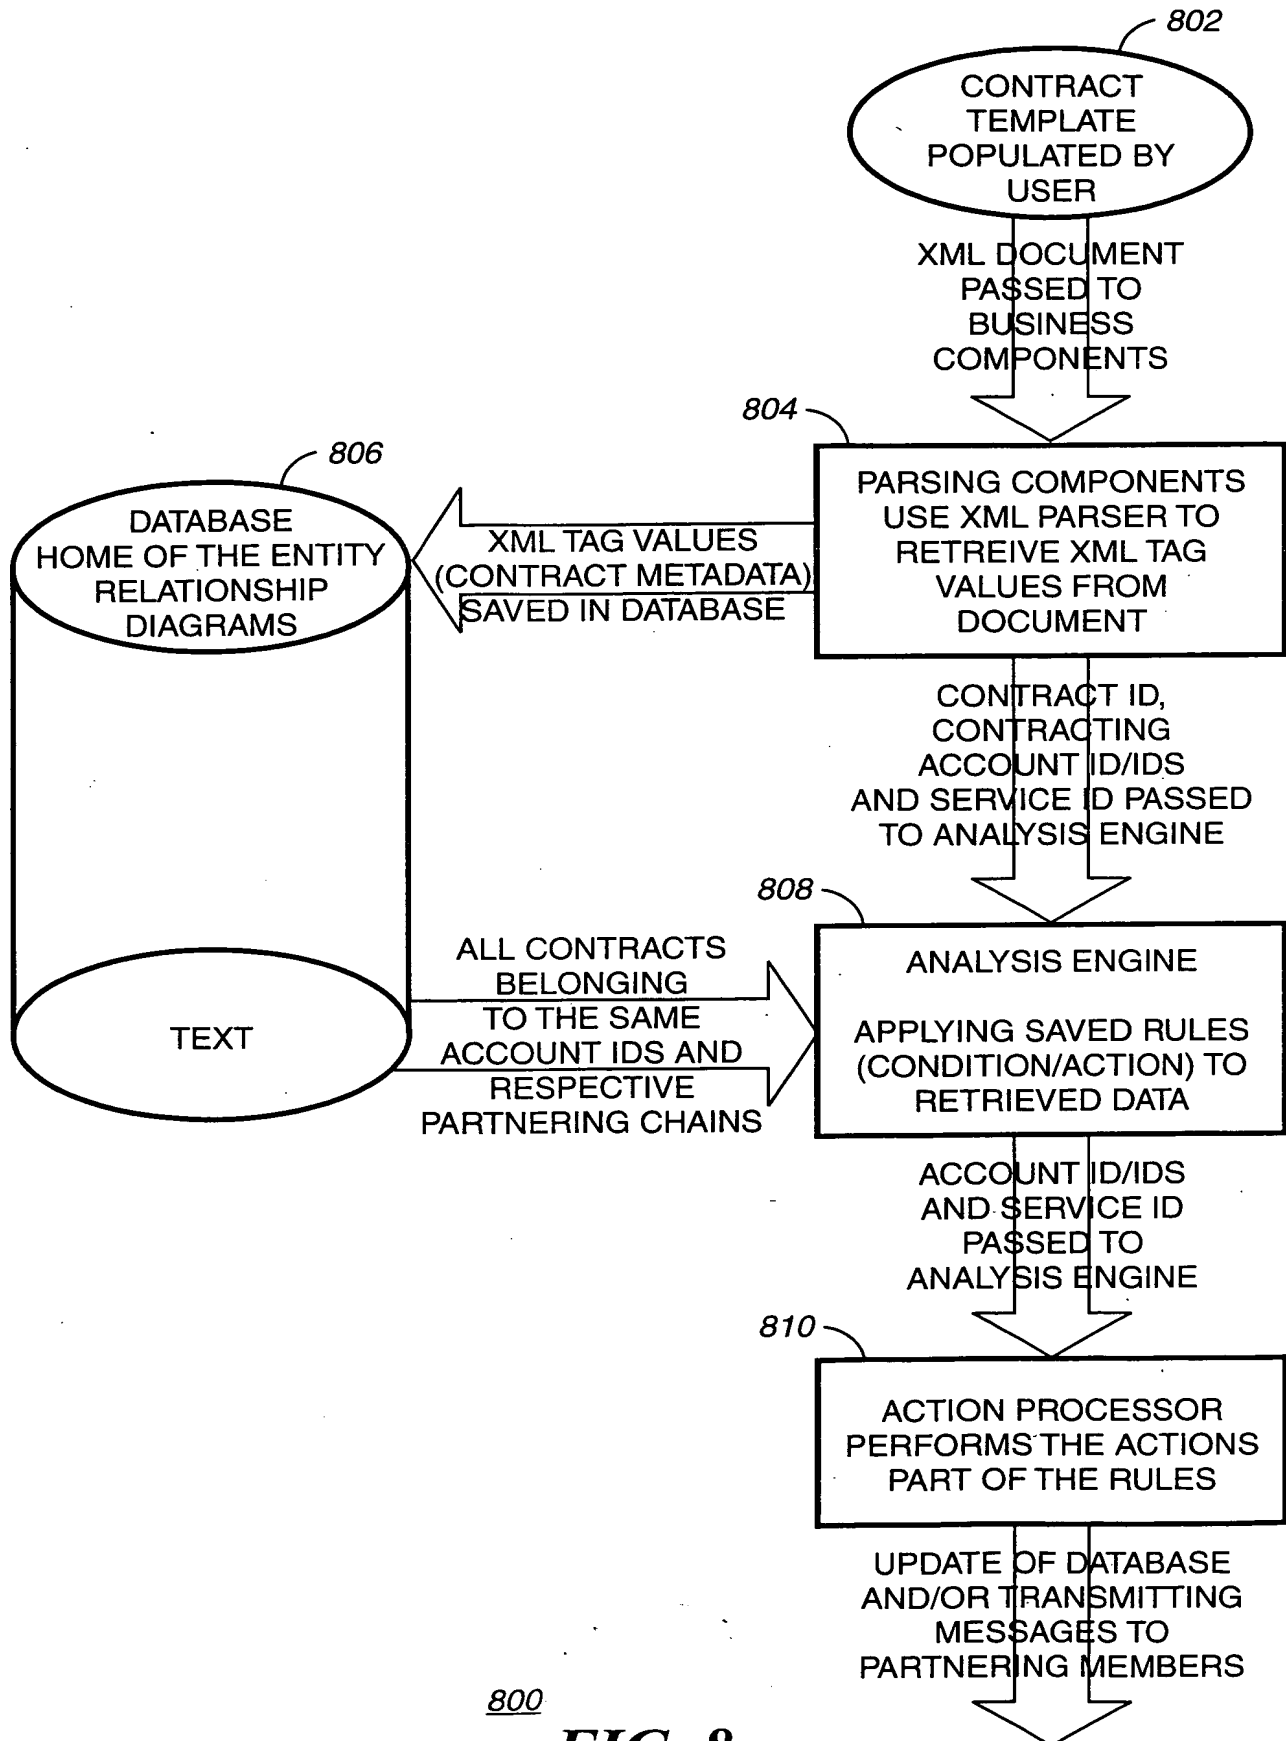 802
CONTRACT
TEMPLATE
POPULATED BY
USER
XML DOCUMENT
PASSED TO
BUSINESS
COMPONENTS
804
PARSING COMPONENTS
USE XML PARSER TO
RETREIVE XML TAG
VALUES FROM
DOCUMENT
806
DATABASE
HOME OF THE ENTITY
RELATIONSHIP
DIAGRAMS
XML TAG VALUES
(CONTRACT METADATA)
SAVED IN DATABASE
CONTRACT ID,
CONTRACTING
ACCOUNT ID/IDS
AND SERVICE ID PASSED
TO ANALYSIS ENGINE
808
ANALYSIS ENGINE
APPLYING SAVED RULES
(CONDITION/ACTION) TO
RETRIEVED DATA
TEXT
ALL CONTRACTS
BELONGING
TO THE SAME
ACCOUNT IDS AND
RESPECTIVE
PARTNERING CHAINS
ACCOUNT ID/IDS
AND SERVICE ID
PASSED TO
ANALYSIS ENGINE
810
ACTION PROCESSOR
PERFORMS THE ACTIONS
PART OF THE RULES
UPDATE OF DATABASE
AND/OR TRANSMITTING
MESSAGES TO
PARTNERING MEMBERS
800
FIG. 8